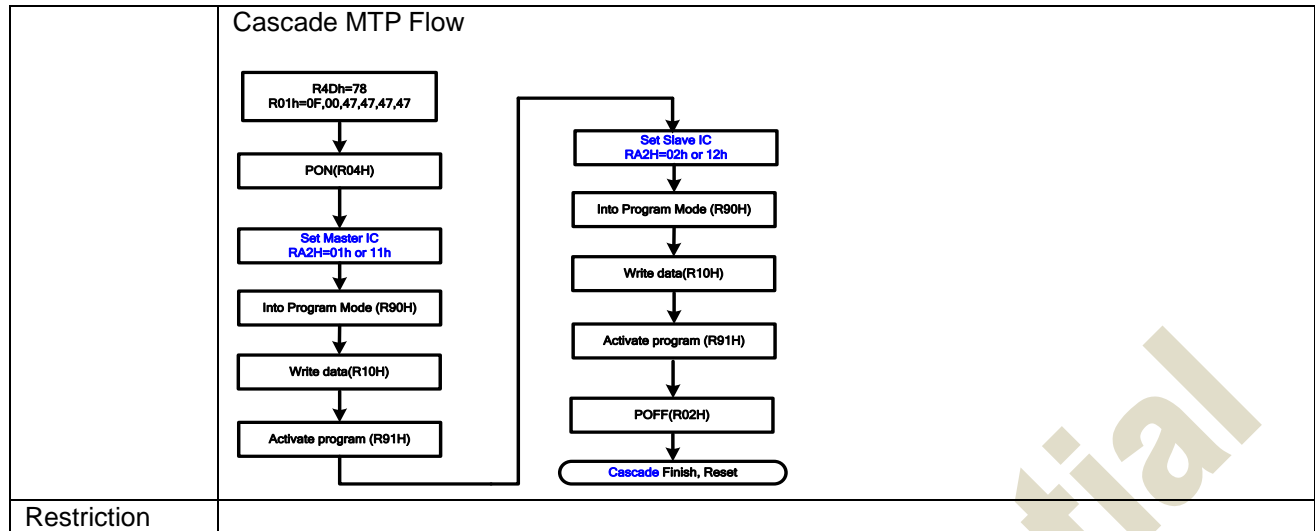 Cascade MTP Flow
R4Dh=78
R01h=0F,00,47,47,47,47
PON(R04H)
Set Master IC
RA2H=01h or 11h
Into Program Mode (R90H)
Write data(R10H)
Activate program (R91H)
Set Slave IC
RA2H=02h or 12h
Into Program Mode (R90H)
Write data(R10H)
Activate program (R91H)
POFF(R02H)
Cascade Finish, Reset
Restriction
tial